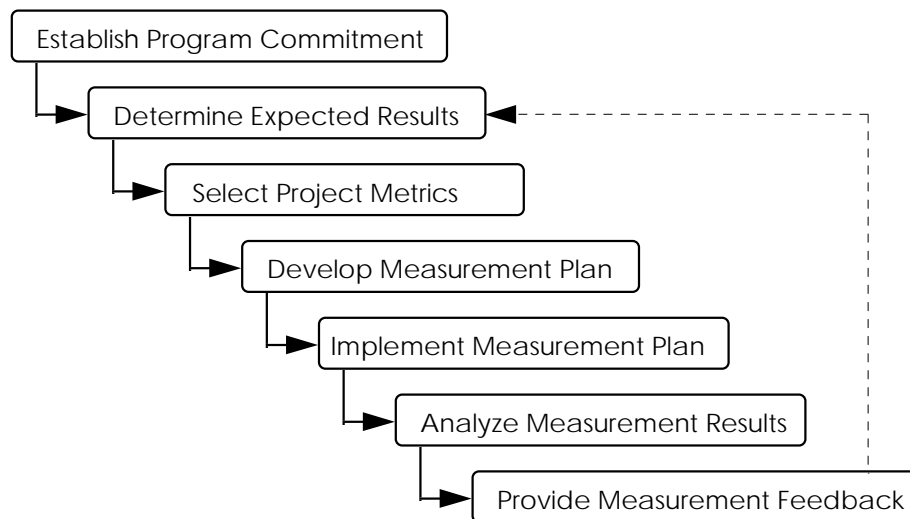 Establish Program Commitment
Determine Expected Results
Select Project Metrics
Develop Measurement Plan
Implement Measurement Plan
Analyze Measurement Results
Provide Measurement Feedback